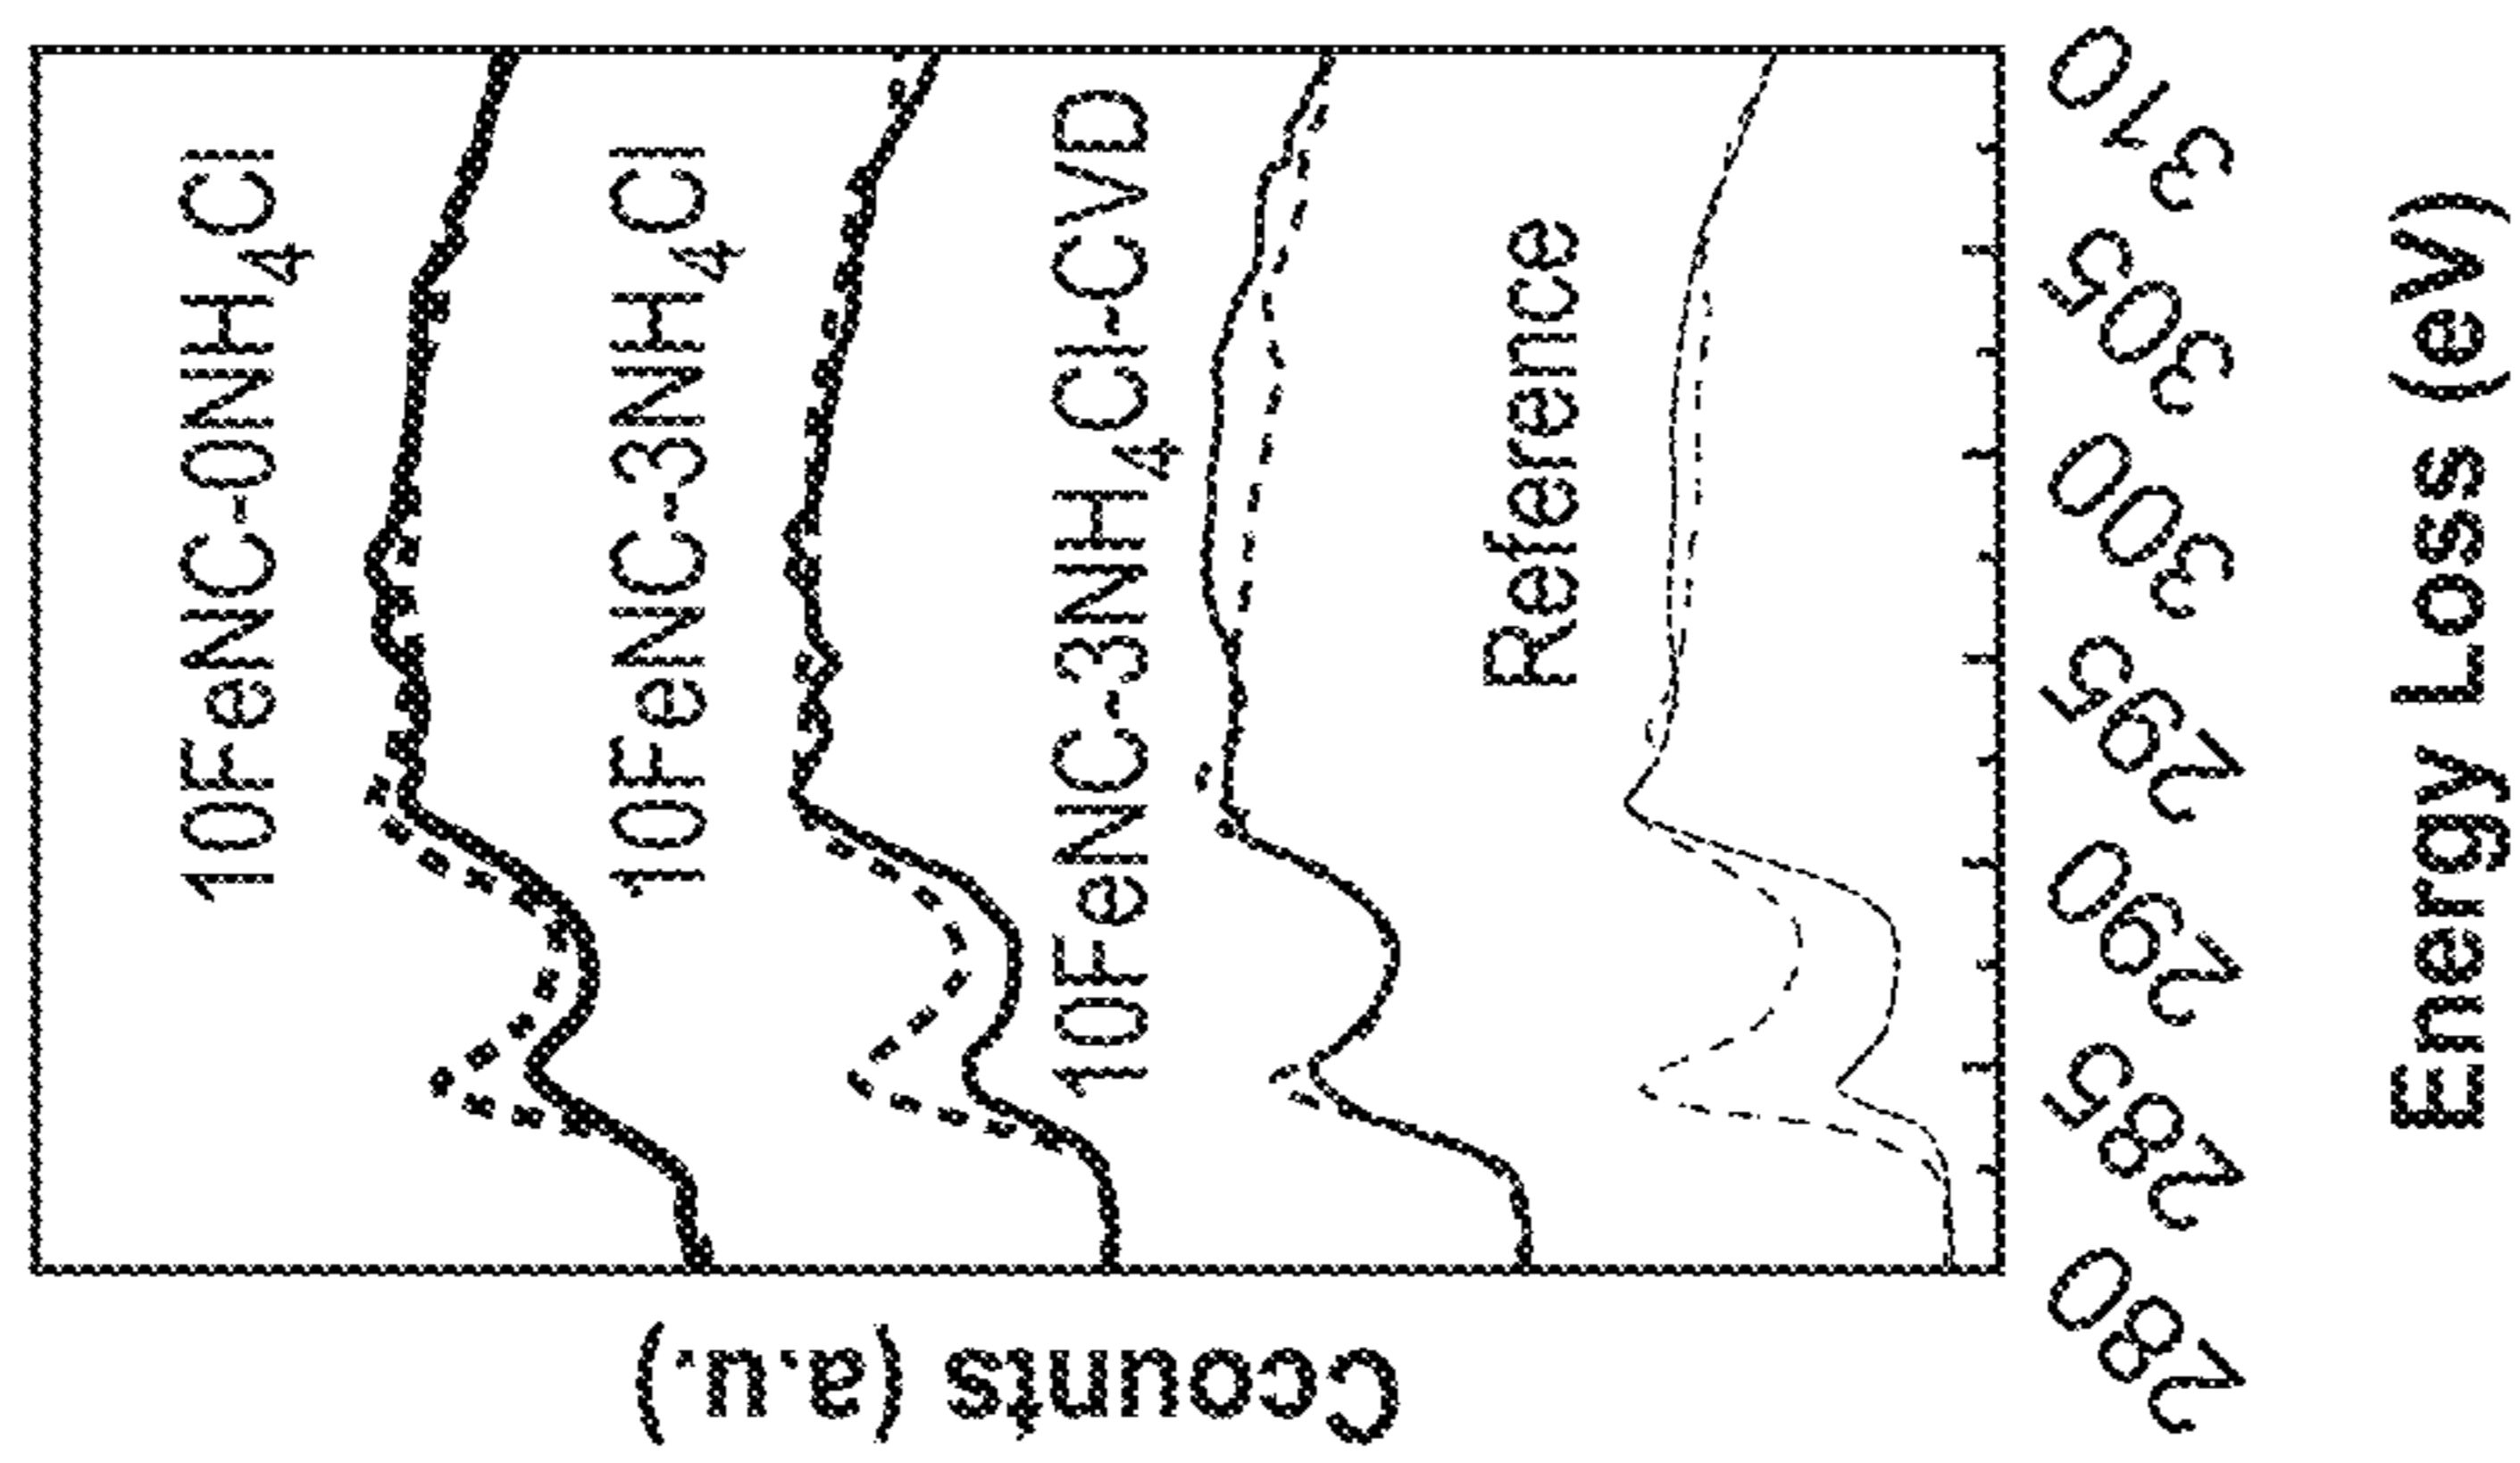 10FeNC-0NH4Cl
10FeNC-3NH4Cl
10FeNC-3NH4Cl-CVD
Reference
Counts (a.u.)
280 285 290 295 300 305 310
Energy Loss (eV)